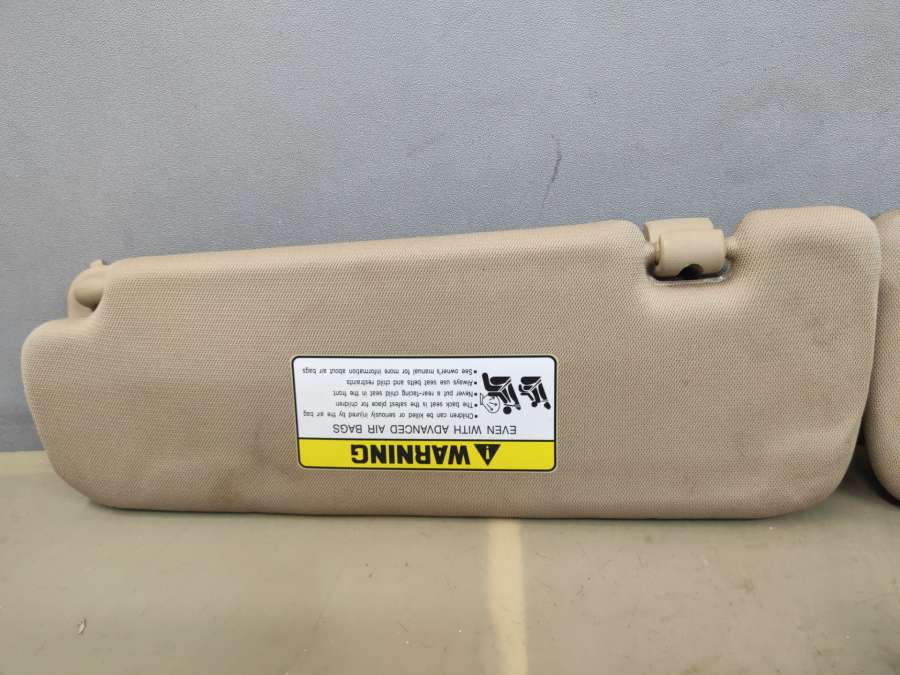 WARNING
EVEN WITH ADVANCED AIR BAGS
• Children can be killed or seriously injured by the air bag
• The back seat is the safest place for children
• Never put a rear-facing child seat in the front
• Always use seat belts and child restraints
• See owner's manual for more information about air bags